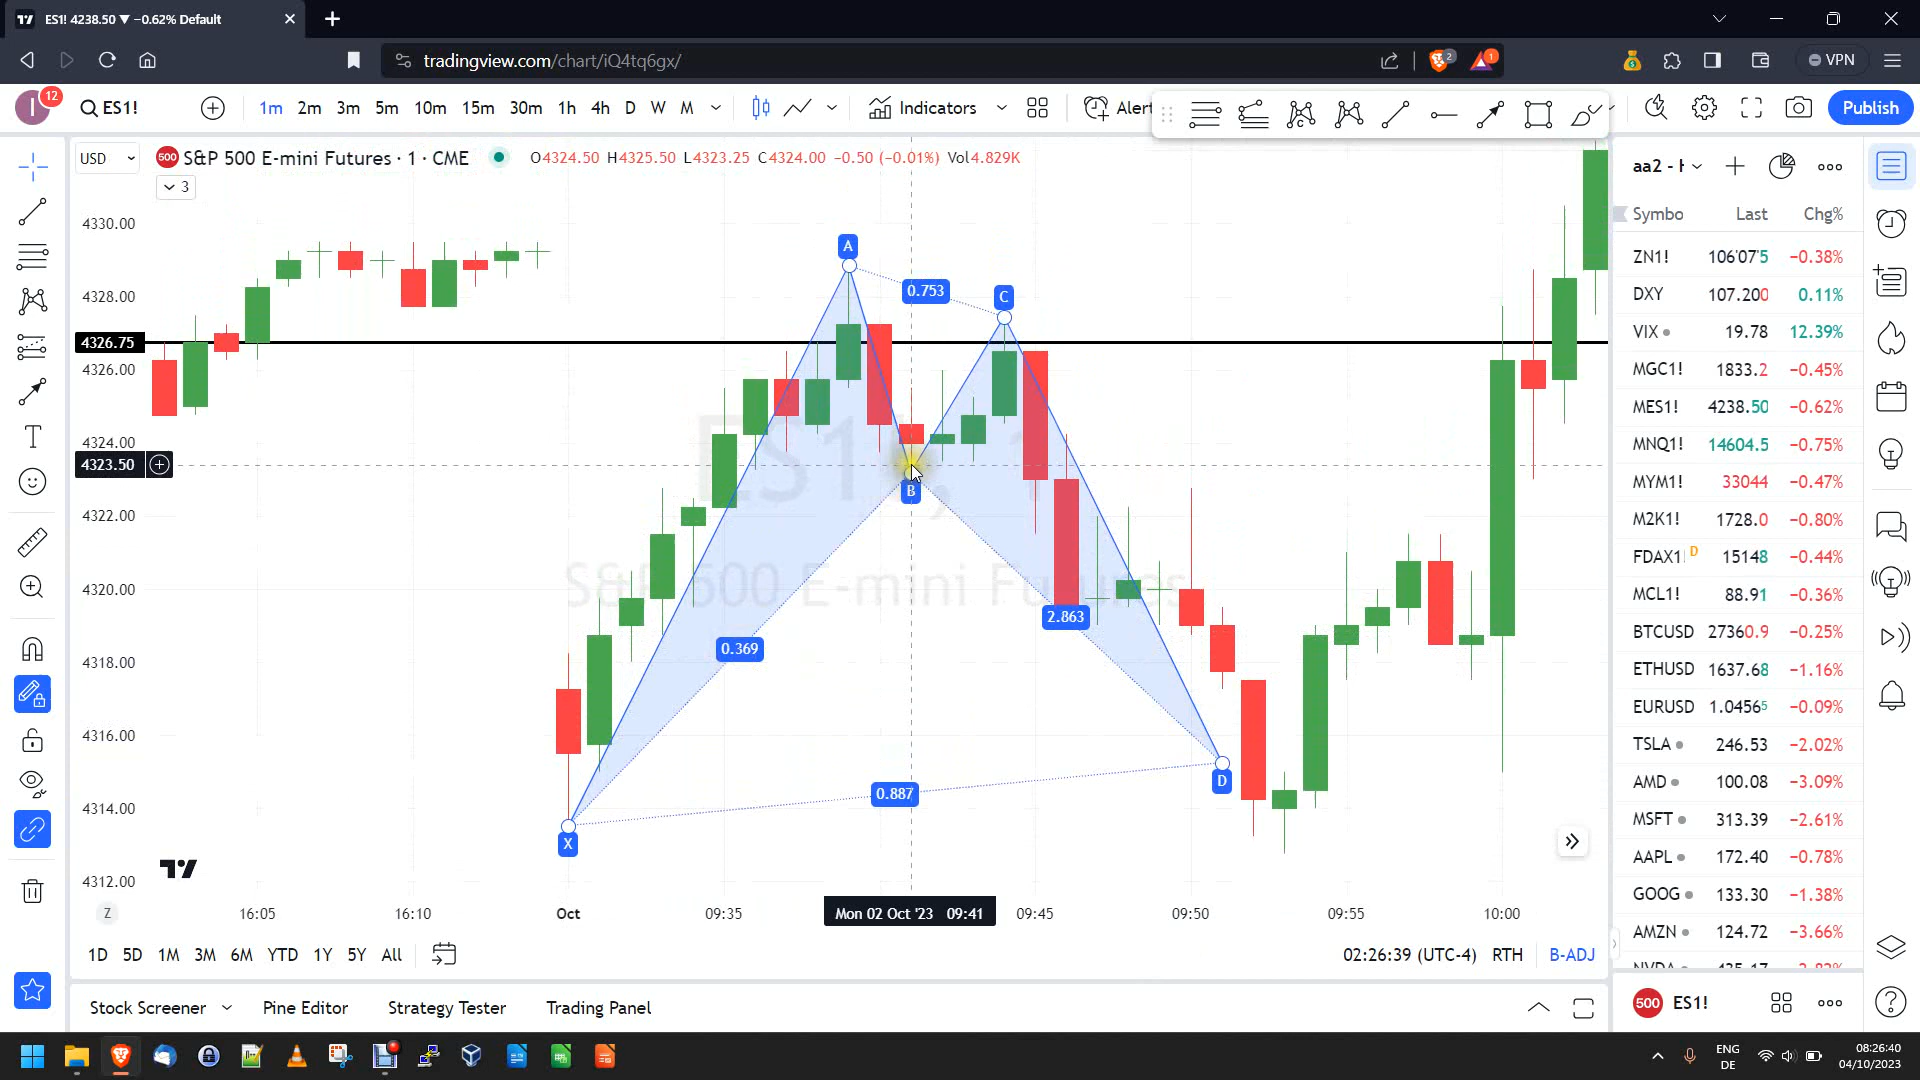 ES1! 4238.50 ▼ −0.62% Default
tradingview.com/chart/iQ4tq6gx/
2
1
VPN
I
12
ES1!
1m 2m 3m 5m 10m 15m 30m 1h 4h D W M
Indicators
Alert
Publish
USD
500 S&P 500 E-mini Futures · 1 · CME
O4324.50 H4325.50 L4323.25 C4324.00 −0.50 (−0.01%) Vol4.829K
3
4330.00
4328.00
4326.75
4326.00
4324.00
4323.50
4322.00
4320.00
4318.00
4316.00
4314.00
4312.00
ES1!, 1
S&P 500 E-mini Futures
A
0.753
C
B
0.369
2.863
0.887
X
D
Z
16:05 16:10 Oct 09:35 Mon 02 Oct '23 09:41 09:45 09:50 09:55 10:00
1D 5D 1M 3M 6M YTD 1Y 5Y All
02:26:39 (UTC-4) RTH B-ADJ
Stock Screener Pine Editor Strategy Tester Trading Panel
aa2 - h
Symbo Last Chg%
ZN1! 106'07'5 −0.38%
DXY 107.200 0.11%
VIX 19.78 12.39%
MGC1! 1833.2 −0.45%
MES1! 4238.50 −0.62%
MNQ1! 14604.5 −0.75%
MYM1! 33044 −0.47%
M2K1! 1728.0 −0.80%
FDAX1! D 15148 −0.44%
MCL1! 88.91 −0.36%
BTCUSD 27360.9 −0.25%
ETHUSD 1637.68 −1.16%
EURUSD 1.04565 −0.09%
TSLA 246.53 −2.02%
AMD 100.08 −3.09%
MSFT 313.39 −2.61%
AAPL 172.40 −0.78%
GOOG 133.30 −1.38%
AMZN 124.72 −3.66%
500 ES1!
ENG
DE
08:26:40
04/10/2023